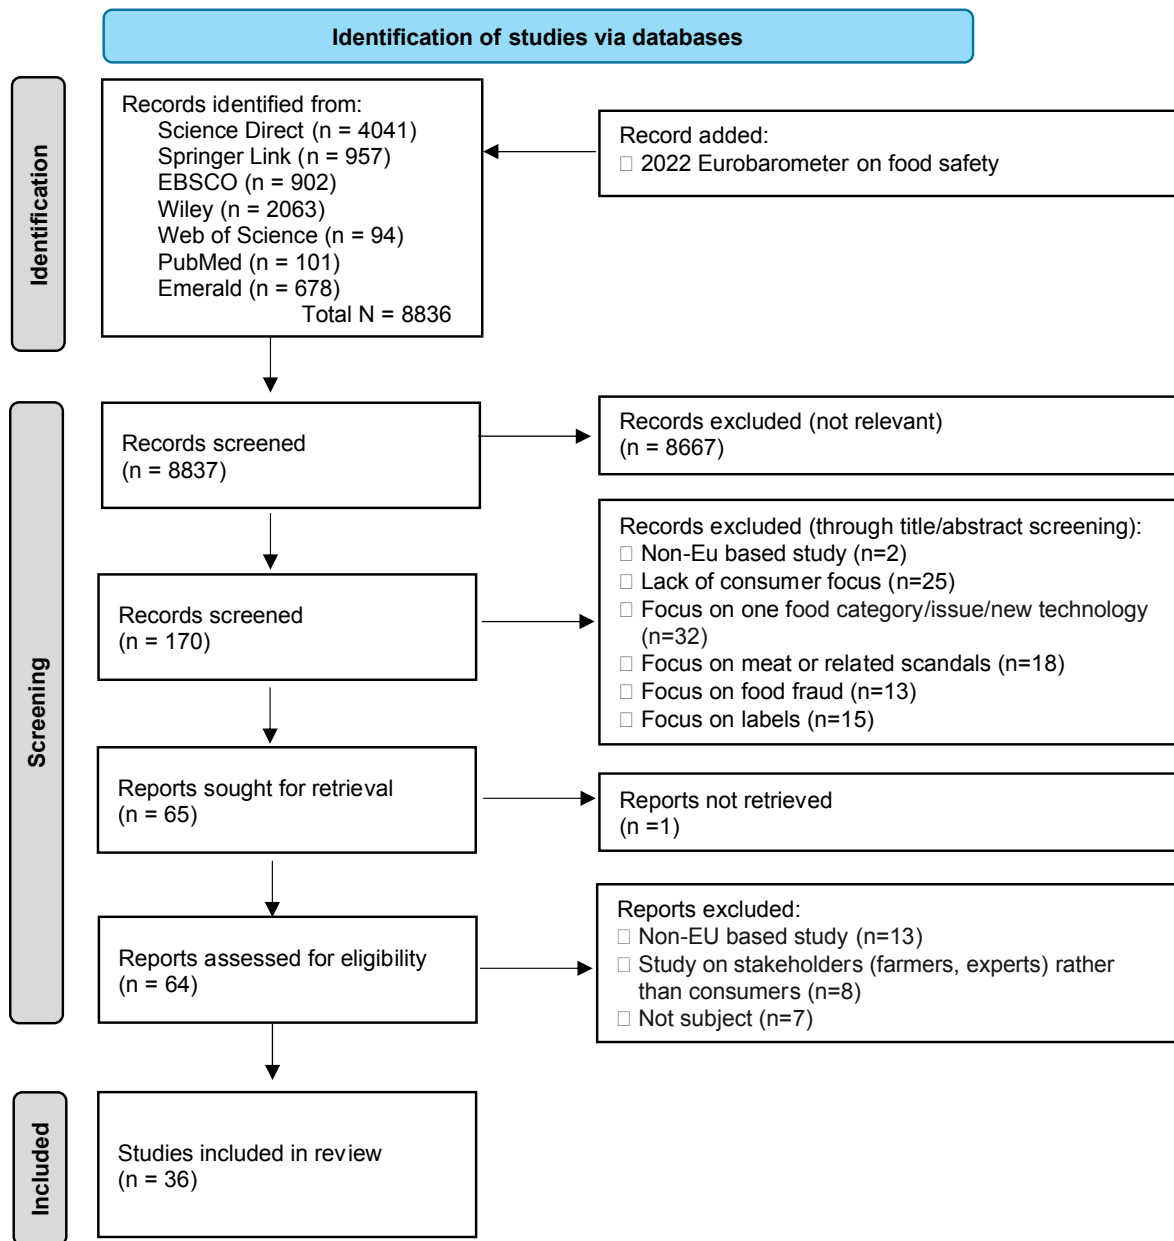 Identification of studies via databases
Identification
Records identified from:
Science Direct (n = 4041)
Springer Link (n = 957)
EBSCO (n = 902)
Wiley (n = 2063)
Web of Science (n = 94)
PubMed (n = 101)
Emerald (n = 678)
Total N = 8836
Record added:
□ 2022 Eurobarometer on food safety
Screening
Records screened
(n = 8837)
Records excluded (not relevant)
(n = 8667)
Records screened
(n = 170)
Records excluded (through title/abstract screening):
□ Non-Eu based study (n=2)
□ Lack of consumer focus (n=25)
□ Focus on one food category/issue/new technology
(n=32)
□ Focus on meat or related scandals (n=18)
□ Focus on food fraud (n=13)
□ Focus on labels (n=15)
Reports sought for retrieval
(n = 65)
Reports not retrieved
(n =1)
Reports assessed for eligibility
(n = 64)
Reports excluded:
□ Non-EU based study (n=13)
□ Study on stakeholders (farmers, experts) rather
than consumers (n=8)
□ Not subject (n=7)
Included
Studies included in review
(n = 36)